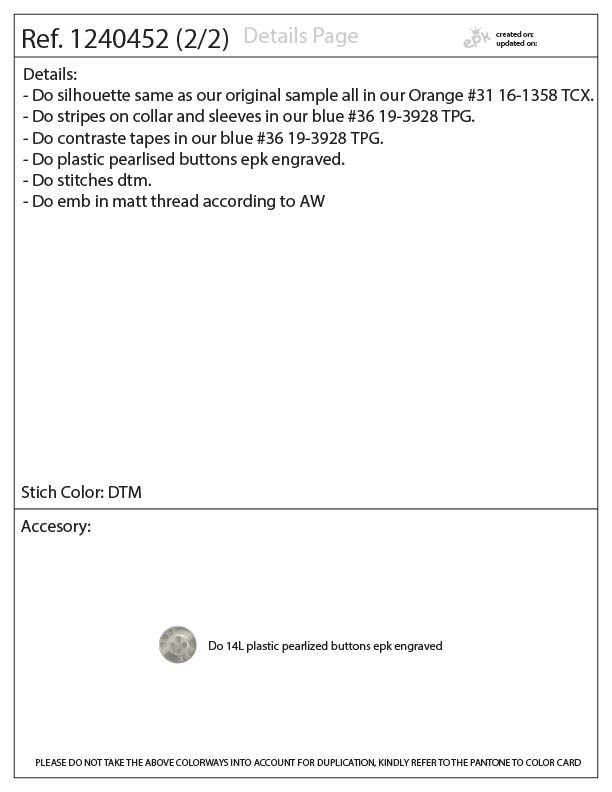 Ref. 1240452 (2/2) Details Page
epk
created on:
updated on:
Details:
- Do silhouette same as our original sample all in our Orange #31 16-1358 TCX.
- Do stripes on collar and sleeves in our blue #36 19-3928 TPG.
- Do contraste tapes in our blue #36 19-3928 TPG.
- Do plastic pearlised buttons epk engraved.
- Do stitches dtm.
- Do emb in matt thread according to AW
Stich Color: DTM
Accesory:
Do 14L plastic pearlized buttons epk engraved
PLEASE DO NOT TAKE THE ABOVE COLORWAYS INTO ACCOUNT FOR DUPLICATION, KINDLY REFER TO THE PANTONE TO COLOR CARD